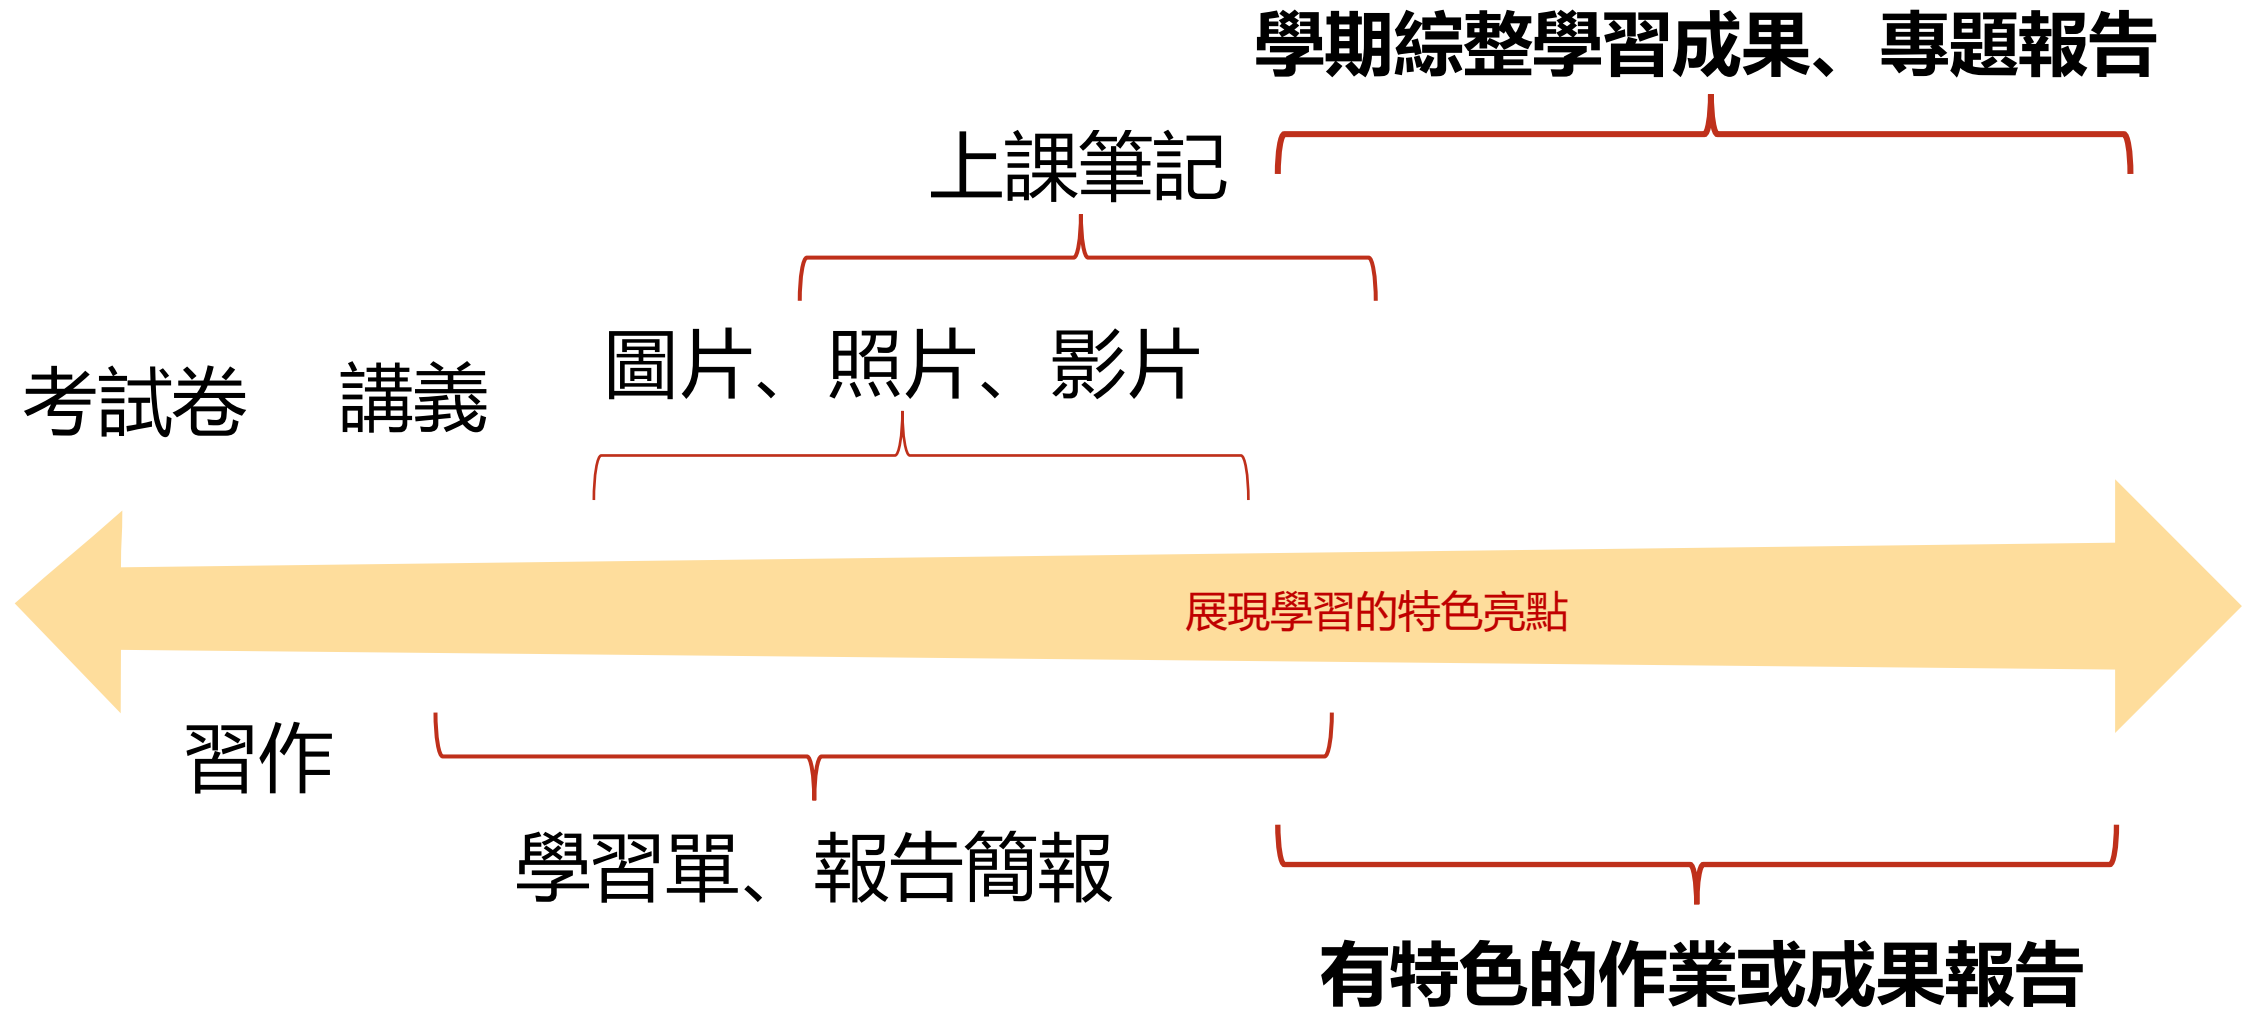 學期綜整學習成果、專題報告
上課筆記
圖片、照片、影片
考試卷
講義
展現學習的特色亮點
習作
學習單、報告簡報
有特色的作業或成果報告